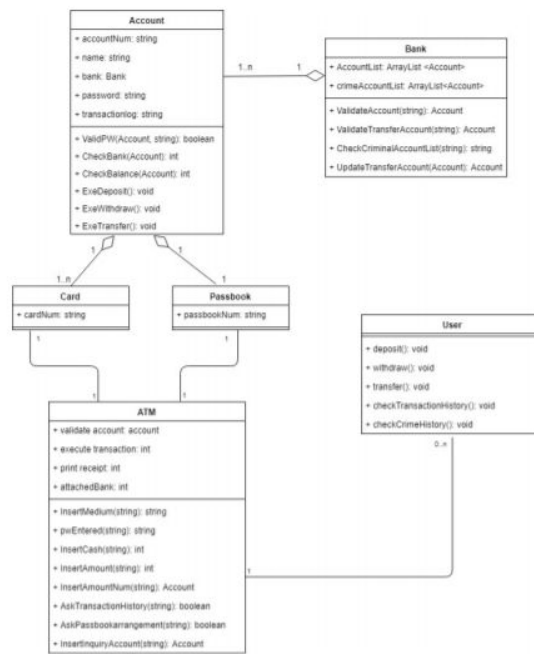 Account
+ accountNum: string
+ name: string
+ bank: Bank
+ password: string
+ transactionlog: string
+ ValidPW(Account, string): boolean
+ CheckBank(Account): int
+ CheckBalance(Account): int
+ ExeDeposit(): void
+ ExeWithdraw(): void
+ ExeTransfer(): void
1..n
1
Bank
+ AccountList: ArrayList <Account>
+ crimeAccountList: ArrayList<Account>
+ ValidateAccount(string): Account
+ ValidateTransferAccount(string): Account
+ CheckCriminalAccountList(string): string
+ UpdateTransferAccount(Account): Account
1
1
1..n
1
Card
+ cardNum: string
Passbook
+ passbookNum: string
1
1
User
+ deposit(): void
+ withdraw(): void
+ transfer(): void
+ checkTransactionHistory(): void
+ checkCrimeHistory(): void
0..n
1
1
ATM
+ validate account: account
+ execute transaction: int
+ print receipt: int
+ attachedBank: int
+ InsertMedium(string): string
+ pwEntered(string): string
+ InsertCash(string): int
+ InsertAmount(string): int
+ InsertAmountNum(string): Account
+ AskTransactionHistory(string): boolean
+ AskPassbookarrangement(string): boolean
+ InsertInquiryAccount(string): Account
1